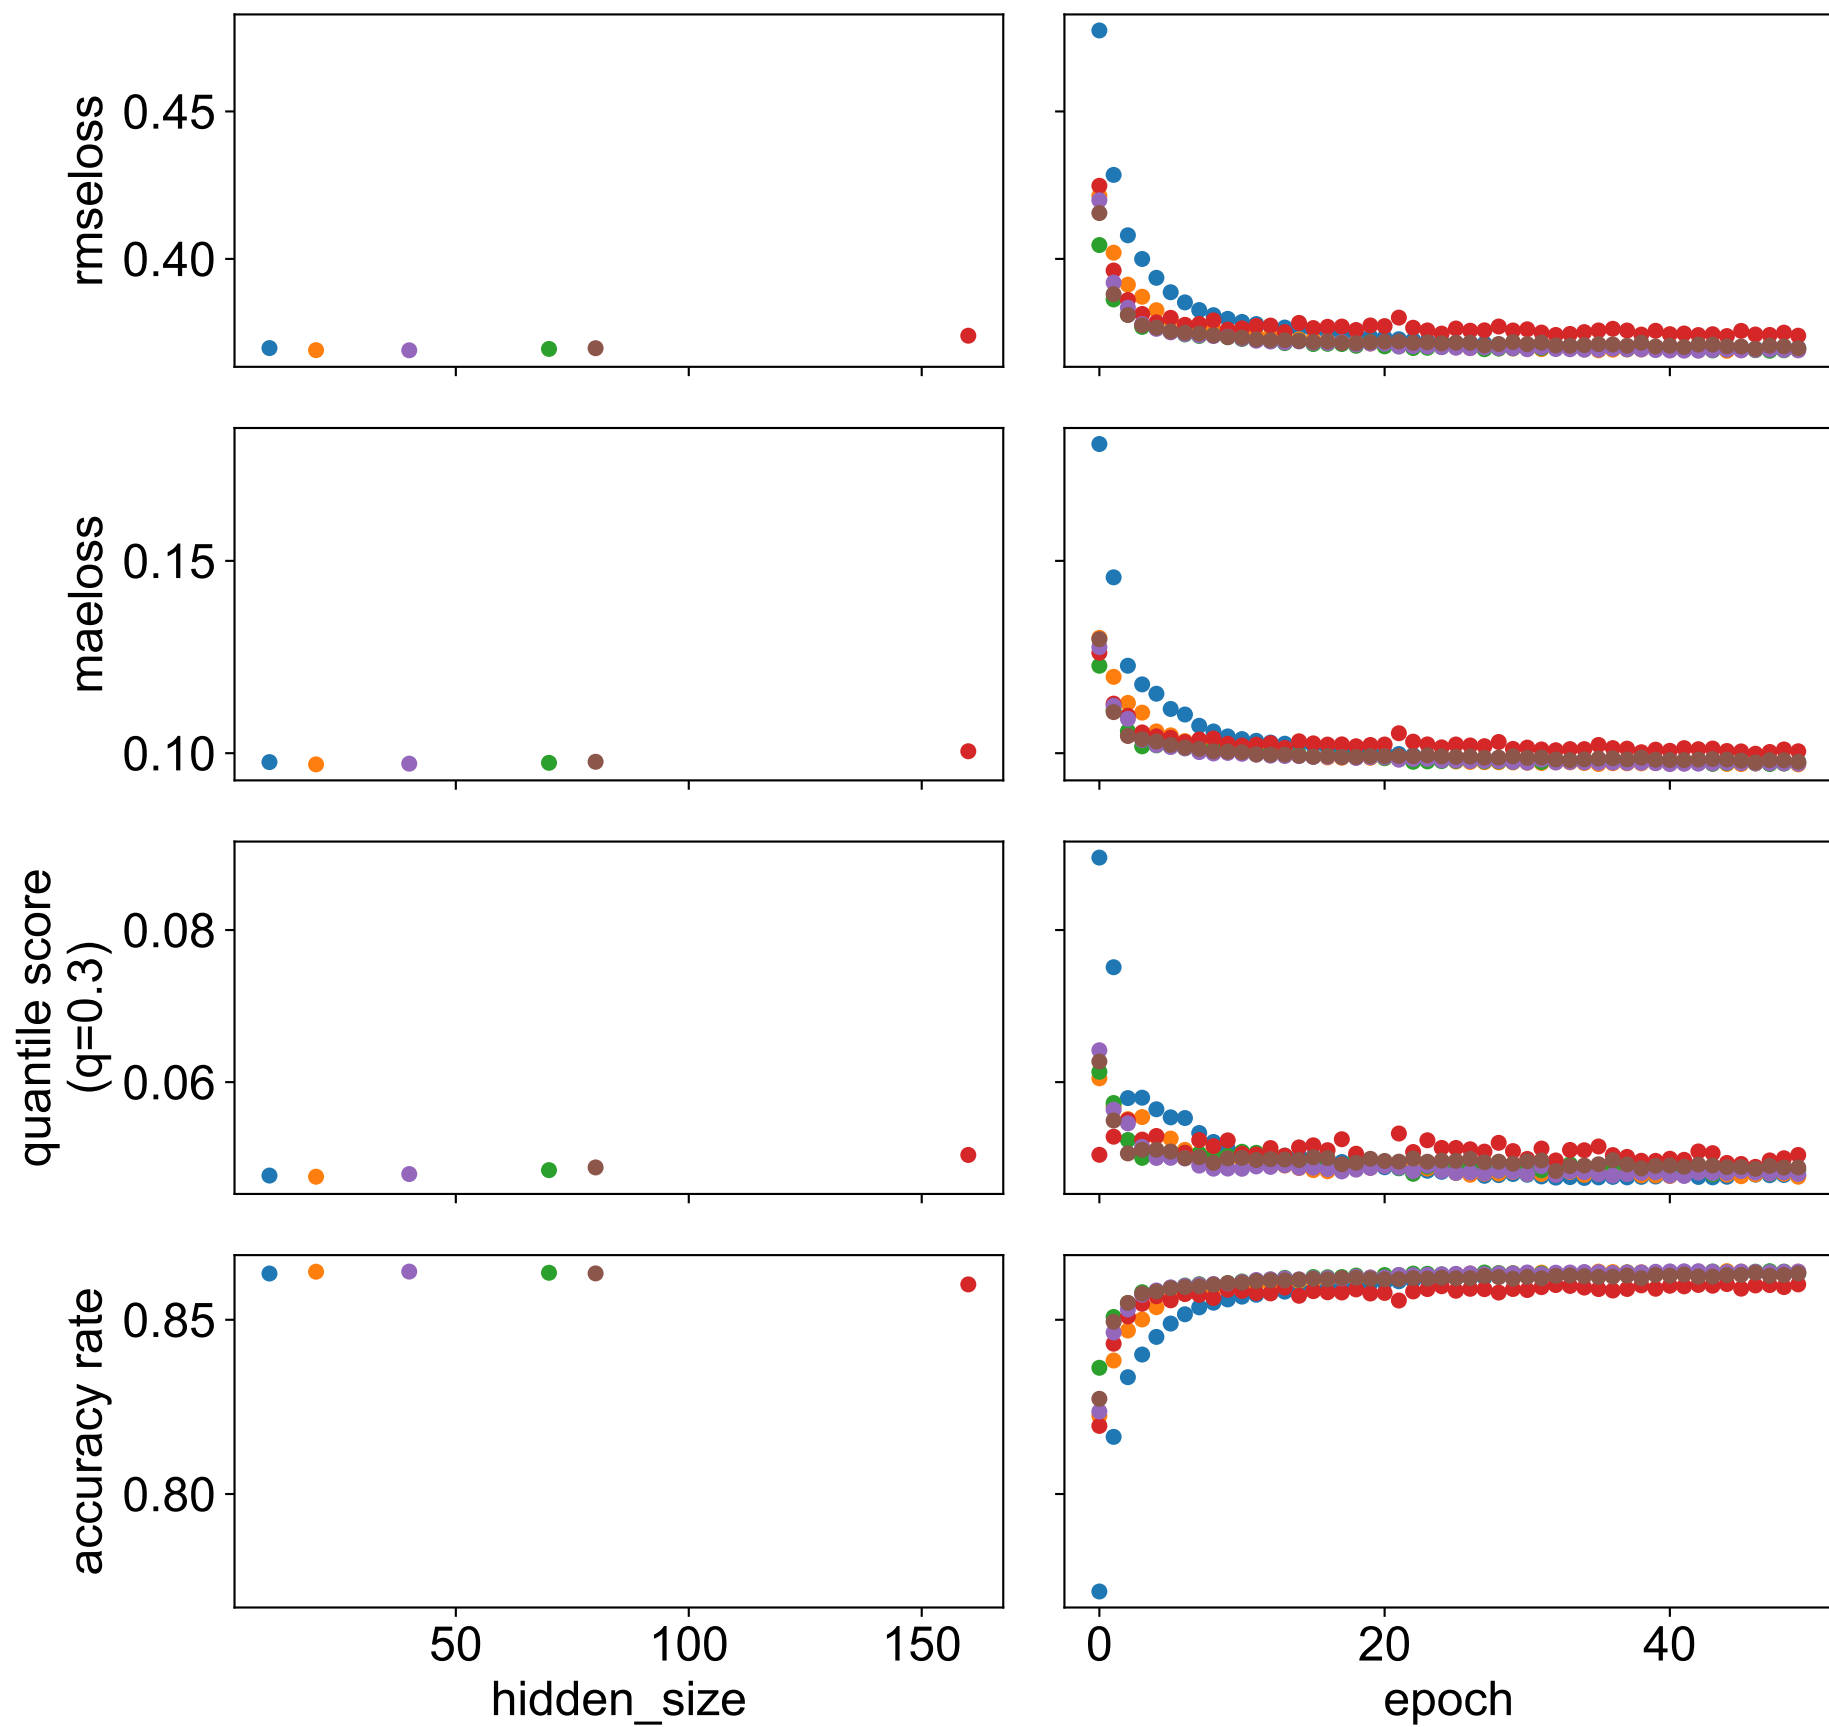 rmseloss
0.45
0.40
maeloss
0.15
0.10
quantile score
(q=0.3)
0.08
0.06
accuracy rate
0.85
0.80
50 100 150
hidden_size
0 20 40
epoch